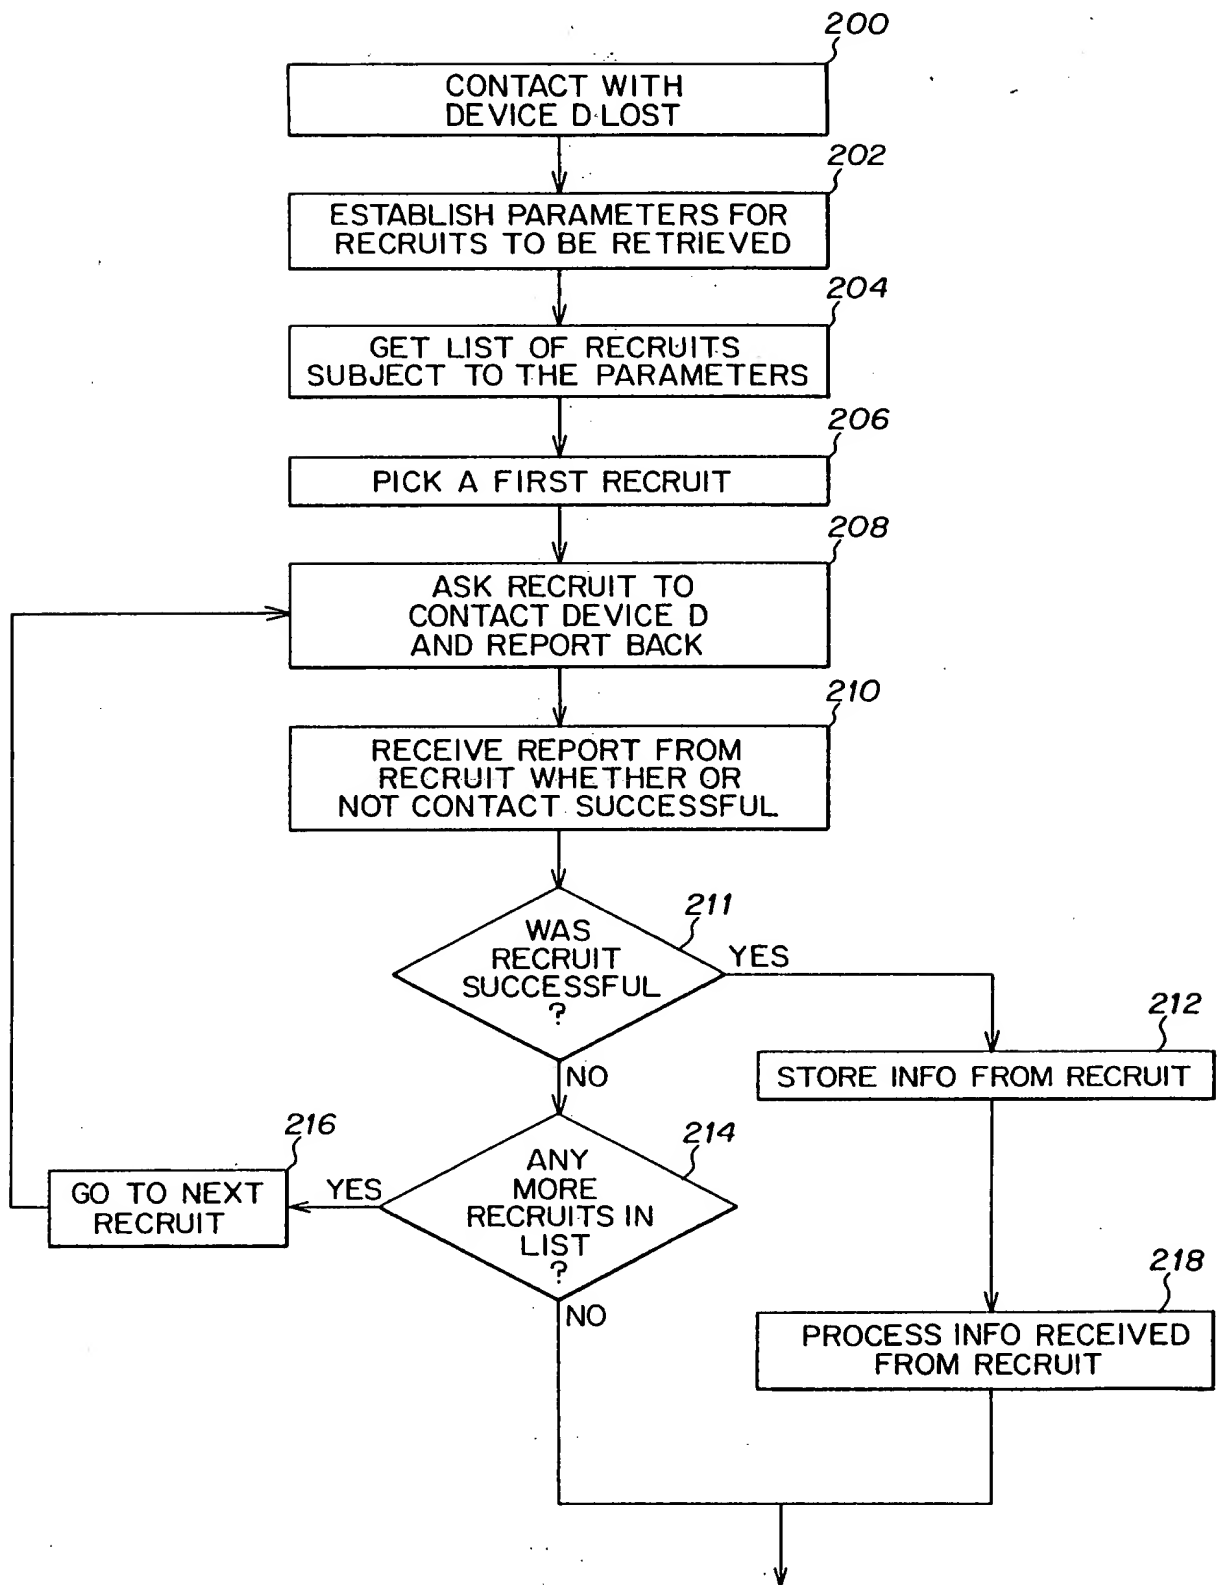 200
CONTACT WITH
DEVICE D LOST
202
ESTABLISH PARAMETERS FOR
RECRUITS TO BE RETRIEVED
204
GET LIST OF RECRUITS
SUBJECT TO THE PARAMETERS
206
PICK A FIRST RECRUIT
208
ASK RECRUIT TO
CONTACT DEVICE D
AND REPORT BACK
210
RECEIVE REPORT FROM
RECRUIT WHETHER OR
NOT CONTACT SUCCESSFUL
211
WAS
RECRUIT
SUCCESSFUL
?
YES
NO
212
STORE INFO FROM RECRUIT
214
ANY
MORE
RECRUITS IN
LIST
?
YES
NO
216
GO TO NEXT
RECRUIT
218
PROCESS INFO RECEIVED
FROM RECRUIT